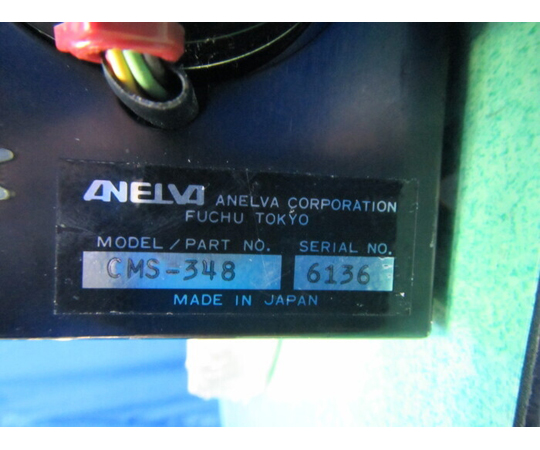 ANELVA ANELVA CORPORATION
FUCHU TOKYO
MODEL / PART NO. SERIAL NO.
CMS-348 6136
MADE IN JAPAN